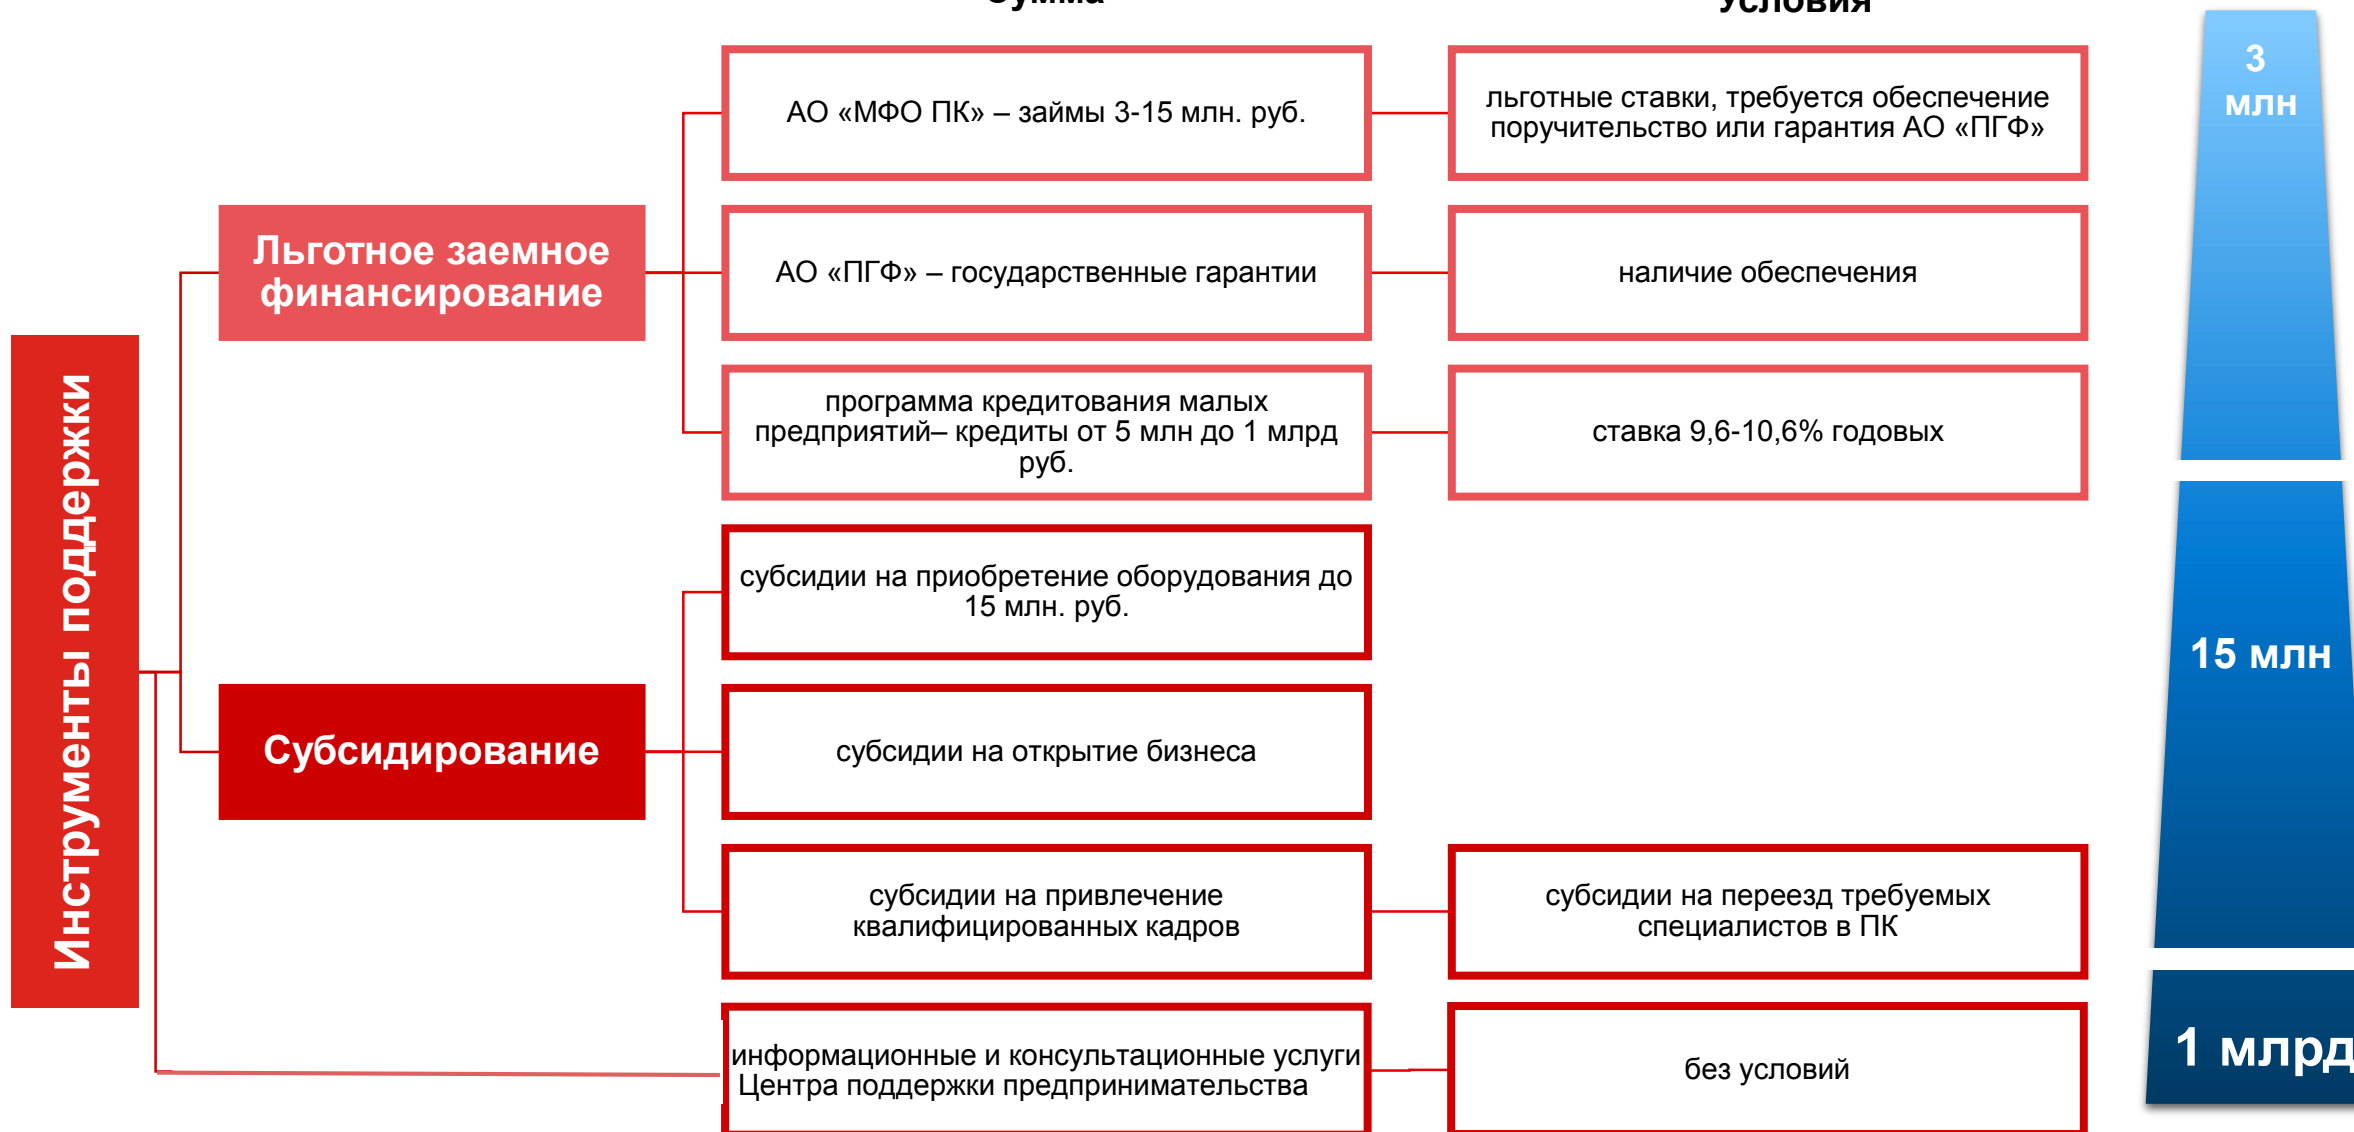 Сумма
Условия
АО «МФО ПК» – займы 3-15 млн. руб.
льготные ставки, требуется обеспечение
поручительство или гарантия АО «ПГФ»
3
млн
Льготное заемное
финансирование
АО «ПГФ» – государственные гарантии
наличие обеспечения
программа кредитования малых
предприятий– кредиты от 5 млн до 1 млрд
руб.
ставка 9,6-10,6% годовых
Инструменты поддержки
субсидии на приобретение оборудования до
15 млн. руб.
15 млн
Субсидирование
субсидии на открытие бизнеса
субсидии на привлечение
квалифицированных кадров
субсидии на переезд требуемых
специалистов в ПК
информационные и консультационные услуги
Центра поддержки предпринимательства
без условий
1 млрд